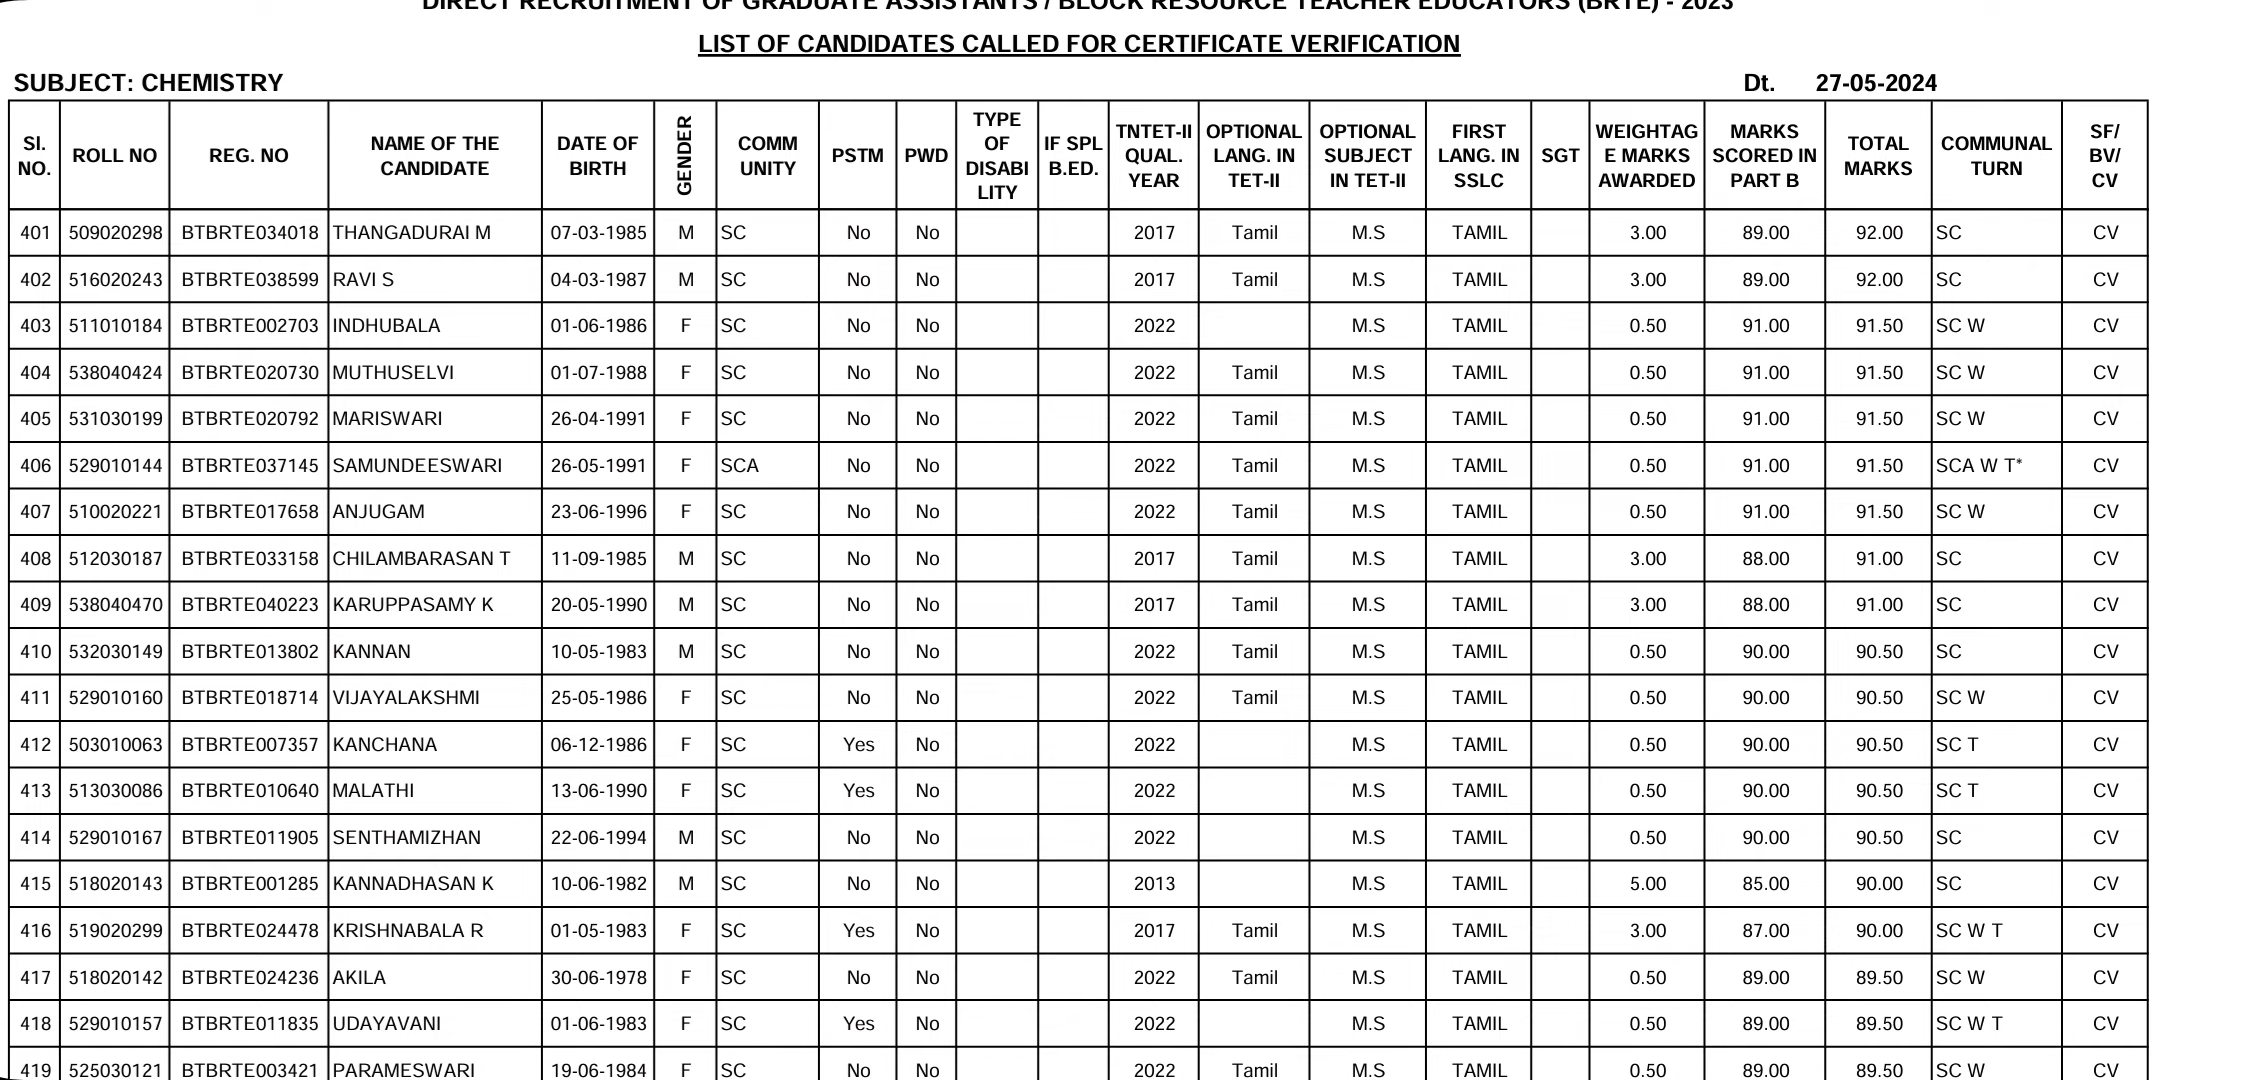 DIRECT RECRUITMENT OF GRADUATE ASSISTANTS / BLOCK RESOURCE TEACHER EDUCATORS (BRTE) - 2023
LIST OF CANDIDATES CALLED FOR CERTIFICATE VERIFICATION
SUBJECT: CHEMISTRY Dt. 27-05-2024
SI. NO. ROLL NO REG. NO NAME OF THE CANDIDATE DATE OF BIRTH GENDER COMM UNITY PSTM PWD TYPE OF DISABI LITY IF SPL B.ED. TNTET-II QUAL. YEAR OPTIONAL LANG. IN TET-II OPTIONAL SUBJECT IN TET-II FIRST LANG. IN SSLC SGT WEIGHTAG E MARKS AWARDED MARKS SCORED IN PART B TOTAL MARKS COMMUNAL TURN SF/ BV/ CV
401 509020298 BTBRTE034018 THANGADURAI M 07-03-1985 M SC No No 2017 Tamil M.S TAMIL 3.00 89.00 92.00 SC CV
402 516020243 BTBRTE038599 RAVI S 04-03-1987 M SC No No 2017 Tamil M.S TAMIL 3.00 89.00 92.00 SC CV
403 511010184 BTBRTE002703 INDHUBALA 01-06-1986 F SC No No 2022 M.S TAMIL 0.50 91.00 91.50 SC W CV
404 538040424 BTBRTE020730 MUTHUSELVI 01-07-1988 F SC No No 2022 Tamil M.S TAMIL 0.50 91.00 91.50 SC W CV
405 531030199 BTBRTE020792 MARISWARI 26-04-1991 F SC No No 2022 Tamil M.S TAMIL 0.50 91.00 91.50 SC W CV
406 529010144 BTBRTE037145 SAMUNDEESWARI 26-05-1991 F SCA No No 2022 Tamil M.S TAMIL 0.50 91.00 91.50 SCA W T* CV
407 510020221 BTBRTE017658 ANJUGAM 23-06-1996 F SC No No 2022 Tamil M.S TAMIL 0.50 91.00 91.50 SC W CV
408 512030187 BTBRTE033158 CHILAMBARASAN T 11-09-1985 M SC No No 2017 Tamil M.S TAMIL 3.00 88.00 91.00 SC CV
409 538040470 BTBRTE040223 KARUPPASAMY K 20-05-1990 M SC No No 2017 Tamil M.S TAMIL 3.00 88.00 91.00 SC CV
410 532030149 BTBRTE013802 KANNAN 10-05-1983 M SC No No 2022 Tamil M.S TAMIL 0.50 90.00 90.50 SC CV
411 529010160 BTBRTE018714 VIJAYALAKSHMI 25-05-1986 F SC No No 2022 Tamil M.S TAMIL 0.50 90.00 90.50 SC W CV
412 503010063 BTBRTE007357 KANCHANA 06-12-1986 F SC Yes No 2022 M.S TAMIL 0.50 90.00 90.50 SC T CV
413 513030086 BTBRTE010640 MALATHI 13-06-1990 F SC Yes No 2022 M.S TAMIL 0.50 90.00 90.50 SC T CV
414 529010167 BTBRTE011905 SENTHAMIZHAN 22-06-1994 M SC No No 2022 M.S TAMIL 0.50 90.00 90.50 SC CV
415 518020143 BTBRTE001285 KANNADHASAN K 10-06-1982 M SC No No 2013 M.S TAMIL 5.00 85.00 90.00 SC CV
416 519020299 BTBRTE024478 KRISHNABALA R 01-05-1983 F SC Yes No 2017 Tamil M.S TAMIL 3.00 87.00 90.00 SC W T CV
417 518020142 BTBRTE024236 AKILA 30-06-1978 F SC No No 2022 Tamil M.S TAMIL 0.50 89.00 89.50 SC W CV
418 529010157 BTBRTE011835 UDAYAVANI 01-06-1983 F SC Yes No 2022 M.S TAMIL 0.50 89.00 89.50 SC W T CV
419 525030121 BTBRTE003421 PARAMESWARI 19-06-1984 F SC No No 2022 Tamil M.S TAMIL 0.50 89.00 89.50 SC W CV